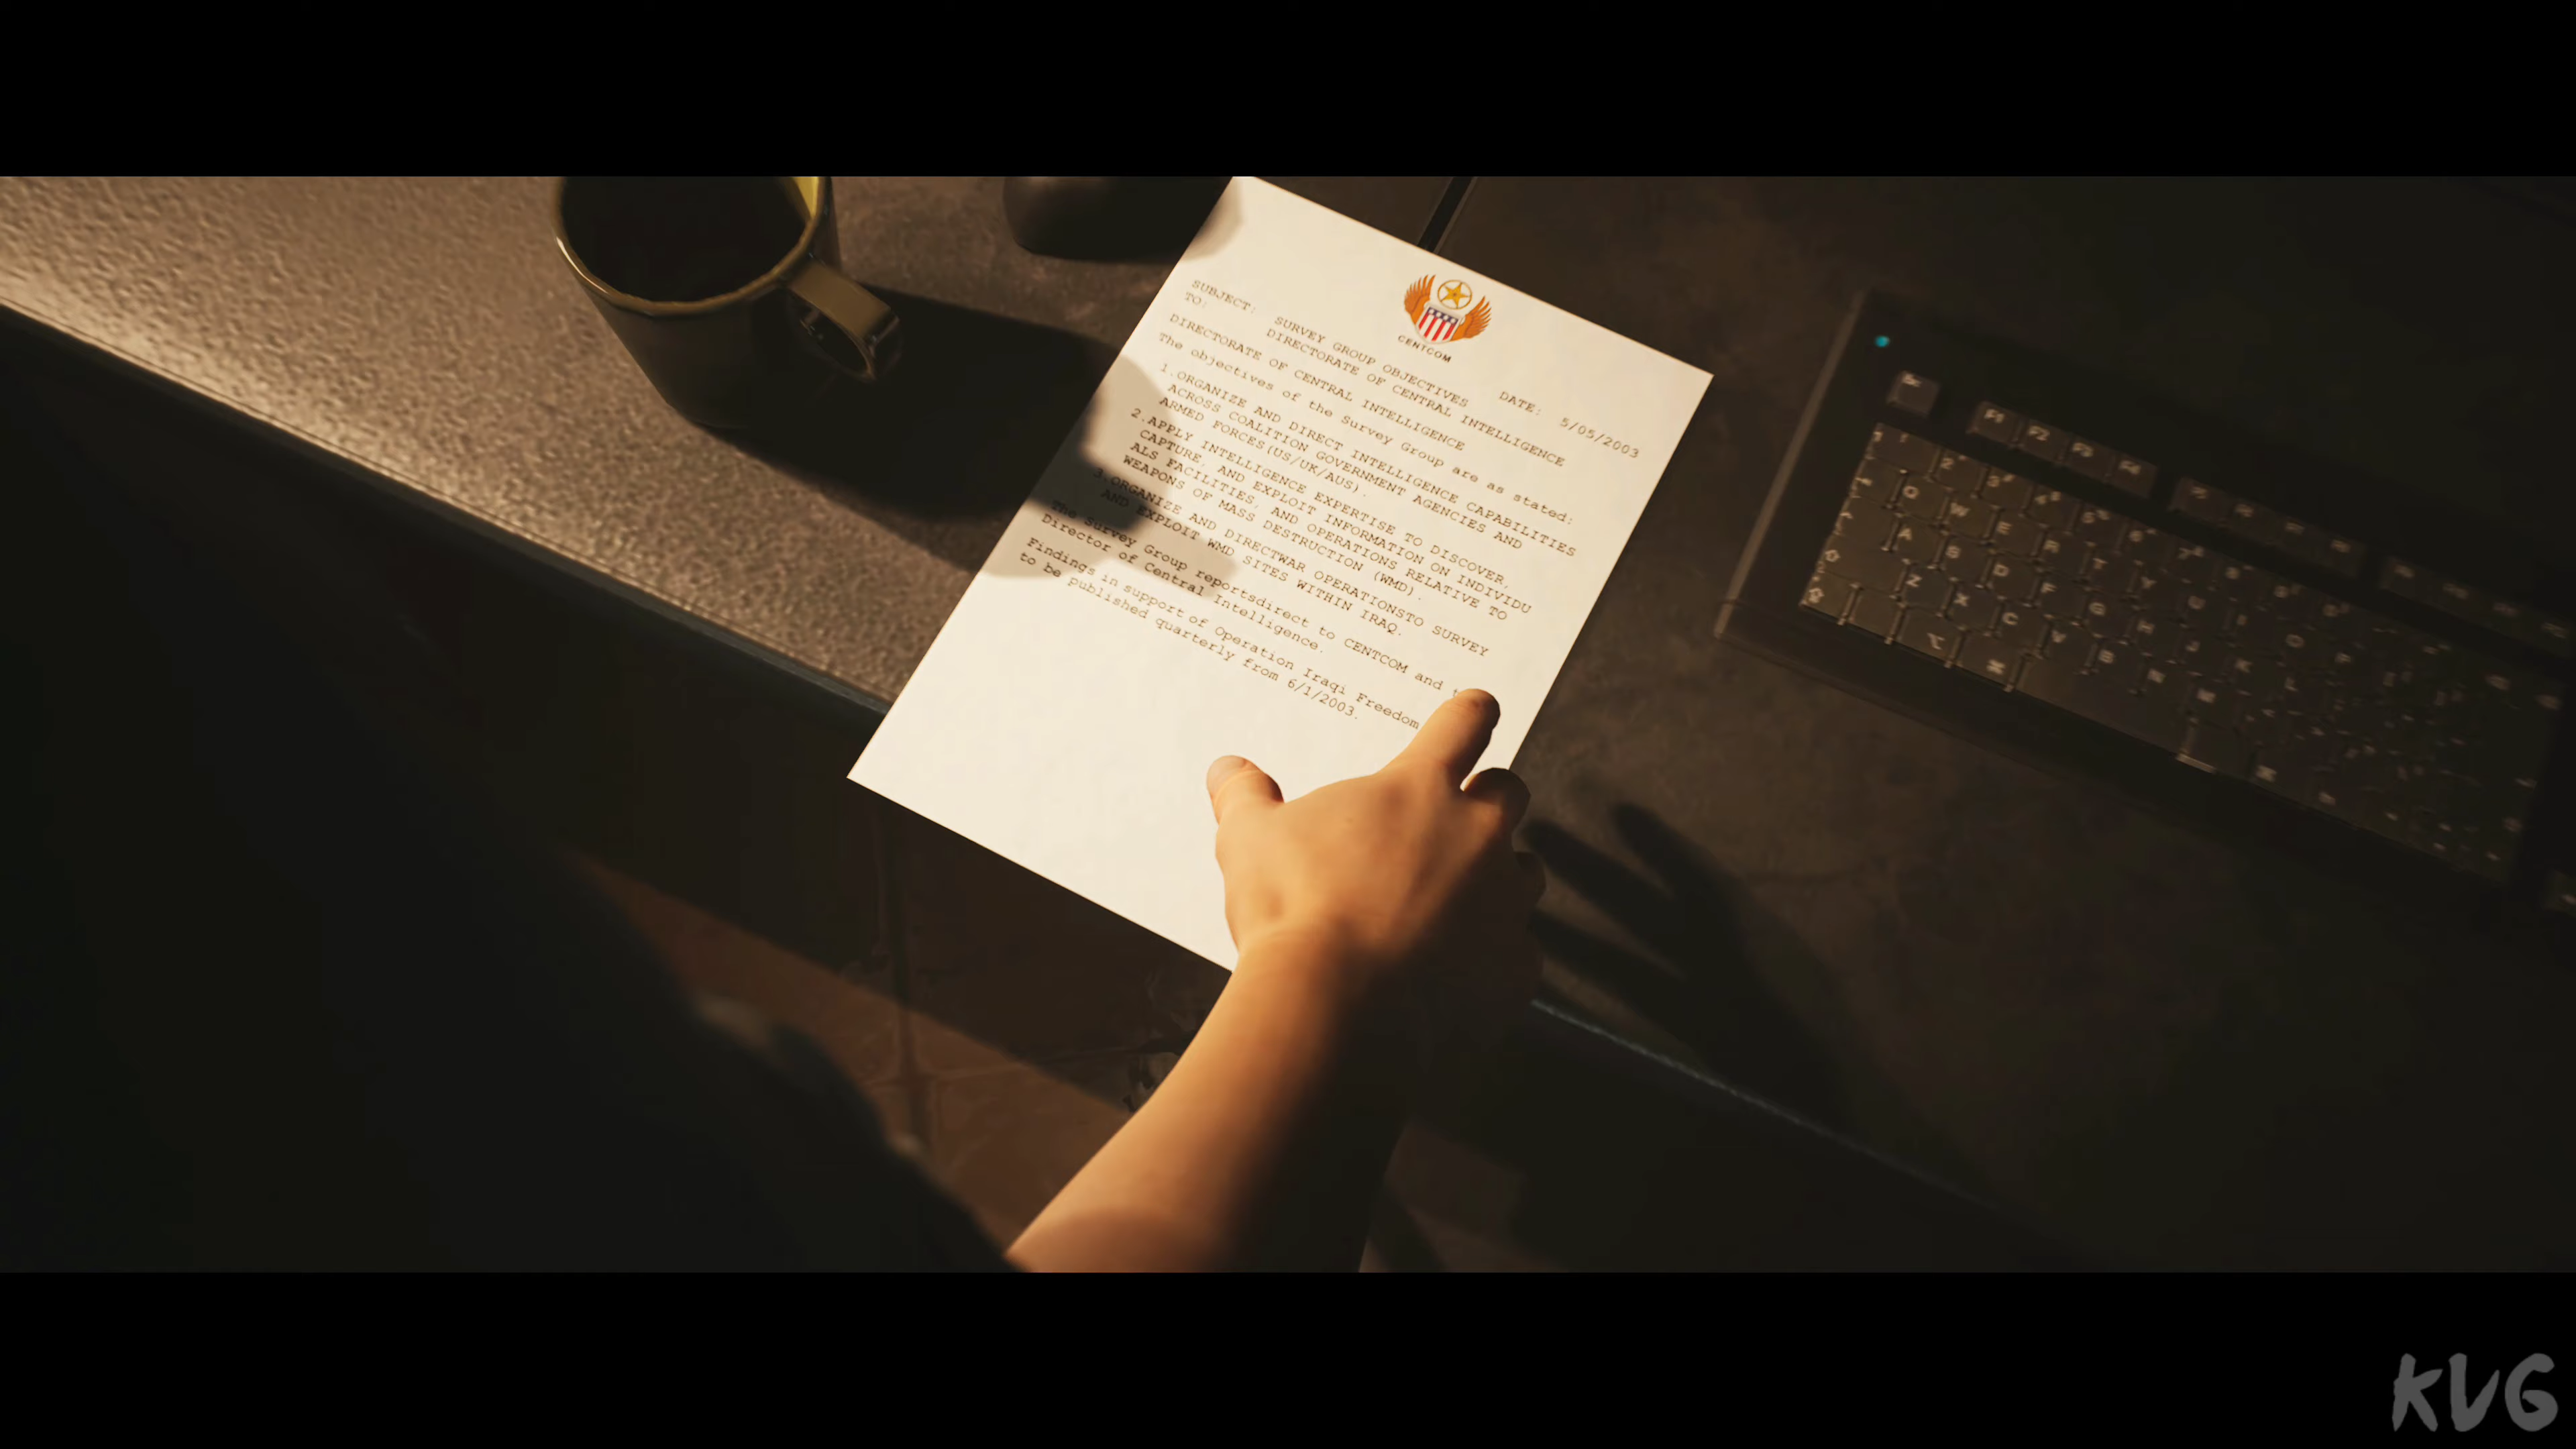 CENTCOM
SUBJECT: SURVEY GROUP OBJECTIVES DATE: 5/05/2003
TO: DIRECTORATE OF CENTRAL INTELLIGENCE
DIRECTORATE OF CENTRAL INTELLIGENCE
The objectives of the Survey Group are as stated:
1.ORGANIZE AND DIRECT INTELLIGENCE CAPABILITIES
ACROSS COALITION GOVERNMENT AGENCIES AND
ARMED FORCES(US/UK/AUS).
2.APPLY INTELLIGENCE EXPERTISE TO DISCOVER,
CAPTURE, AND EXPLOIT INFORMATION ON INDIVIDU
ALS FACILITIES, AND OPERATIONS RELATIVE TO
WEAPONS OF MASS DESTRUCTION (WMD).
3.ORGANIZE AND DIRECTWAR OPERATIONSTO SURVEY
AND EXPLOIT WMD SITES WITHIN IRAQ.
The Survey Group reportsdirect to CENTCOM and
Director of Central Intelligence.
Findings in support of Operation Iraqi Freedom
to be published quarterly from 6/1/2003.
F1 F2 F3 F4
Q W E R T Y U I O P
A S D F G H J K L
Z X C V B N M
KVG